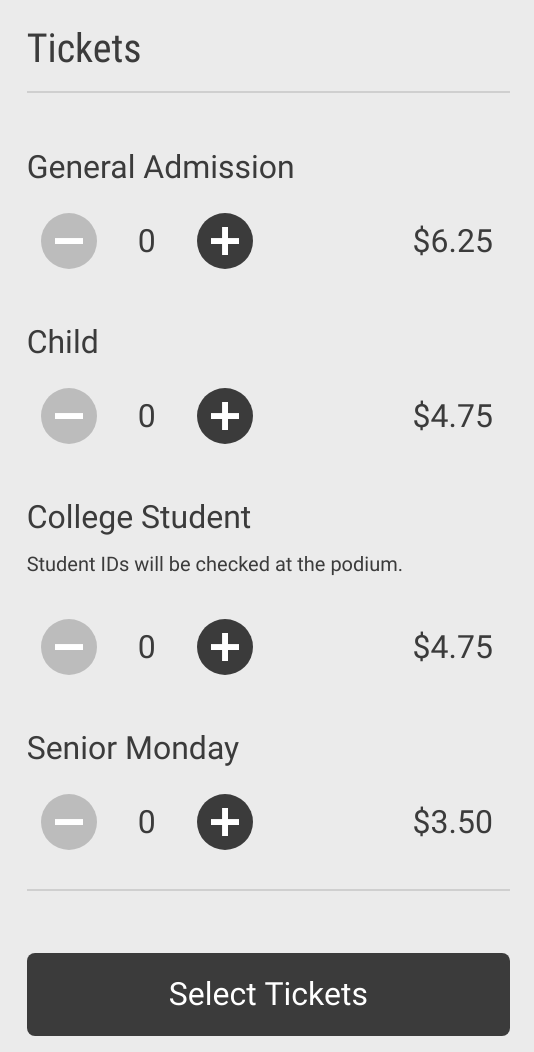 Tickets
General Admission
0 $6.25
Child
0 $4.75
College Student
Student IDs will be checked at the podium.
0 $4.75
Senior Monday
0 $3.50
Select Tickets